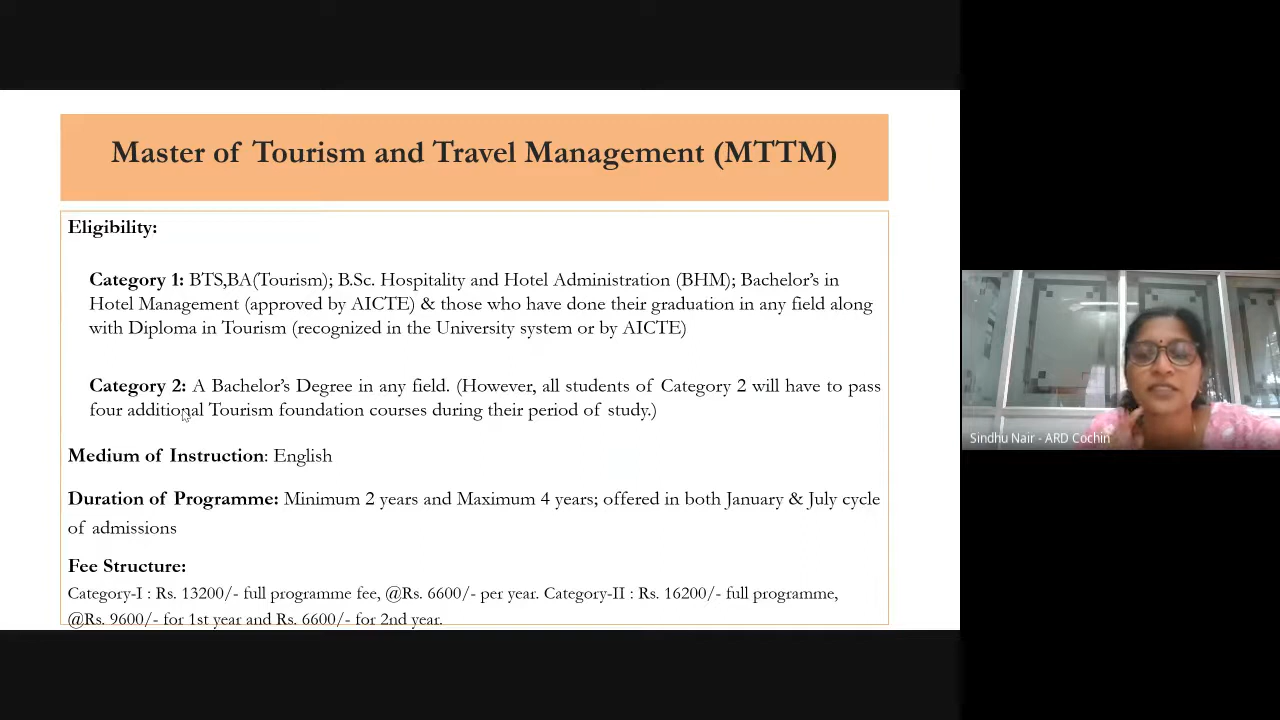 Master of Tourism and Travel Management (MTTM)
Eligibility:
Category 1: BTS,BA(Tourism); B.Sc. Hospitality and Hotel Administration (BHM); Bachelor's in
Hotel Management (approved by AICTE) & those who have done their graduation in any field along
with Diploma in Tourism (recognized in the University system or by AICTE)
Category 2: A Bachelor's Degree in any field. (However, all students of Category 2 will have to pass
four additional Tourism foundation courses during their period of study.)
Medium of Instruction: English
Duration of Programme: Minimum 2 years and Maximum 4 years; offered in both January & July cycle
of admissions
Fee Structure:
Category-I : Rs. 13200/- full programme fee, @Rs. 6600/- per year. Category-II : Rs. 16200/- full programme,
@Rs. 9600/- for 1st year and Rs. 6600/- for 2nd year.
Sindhu Nair - ARD Cochin